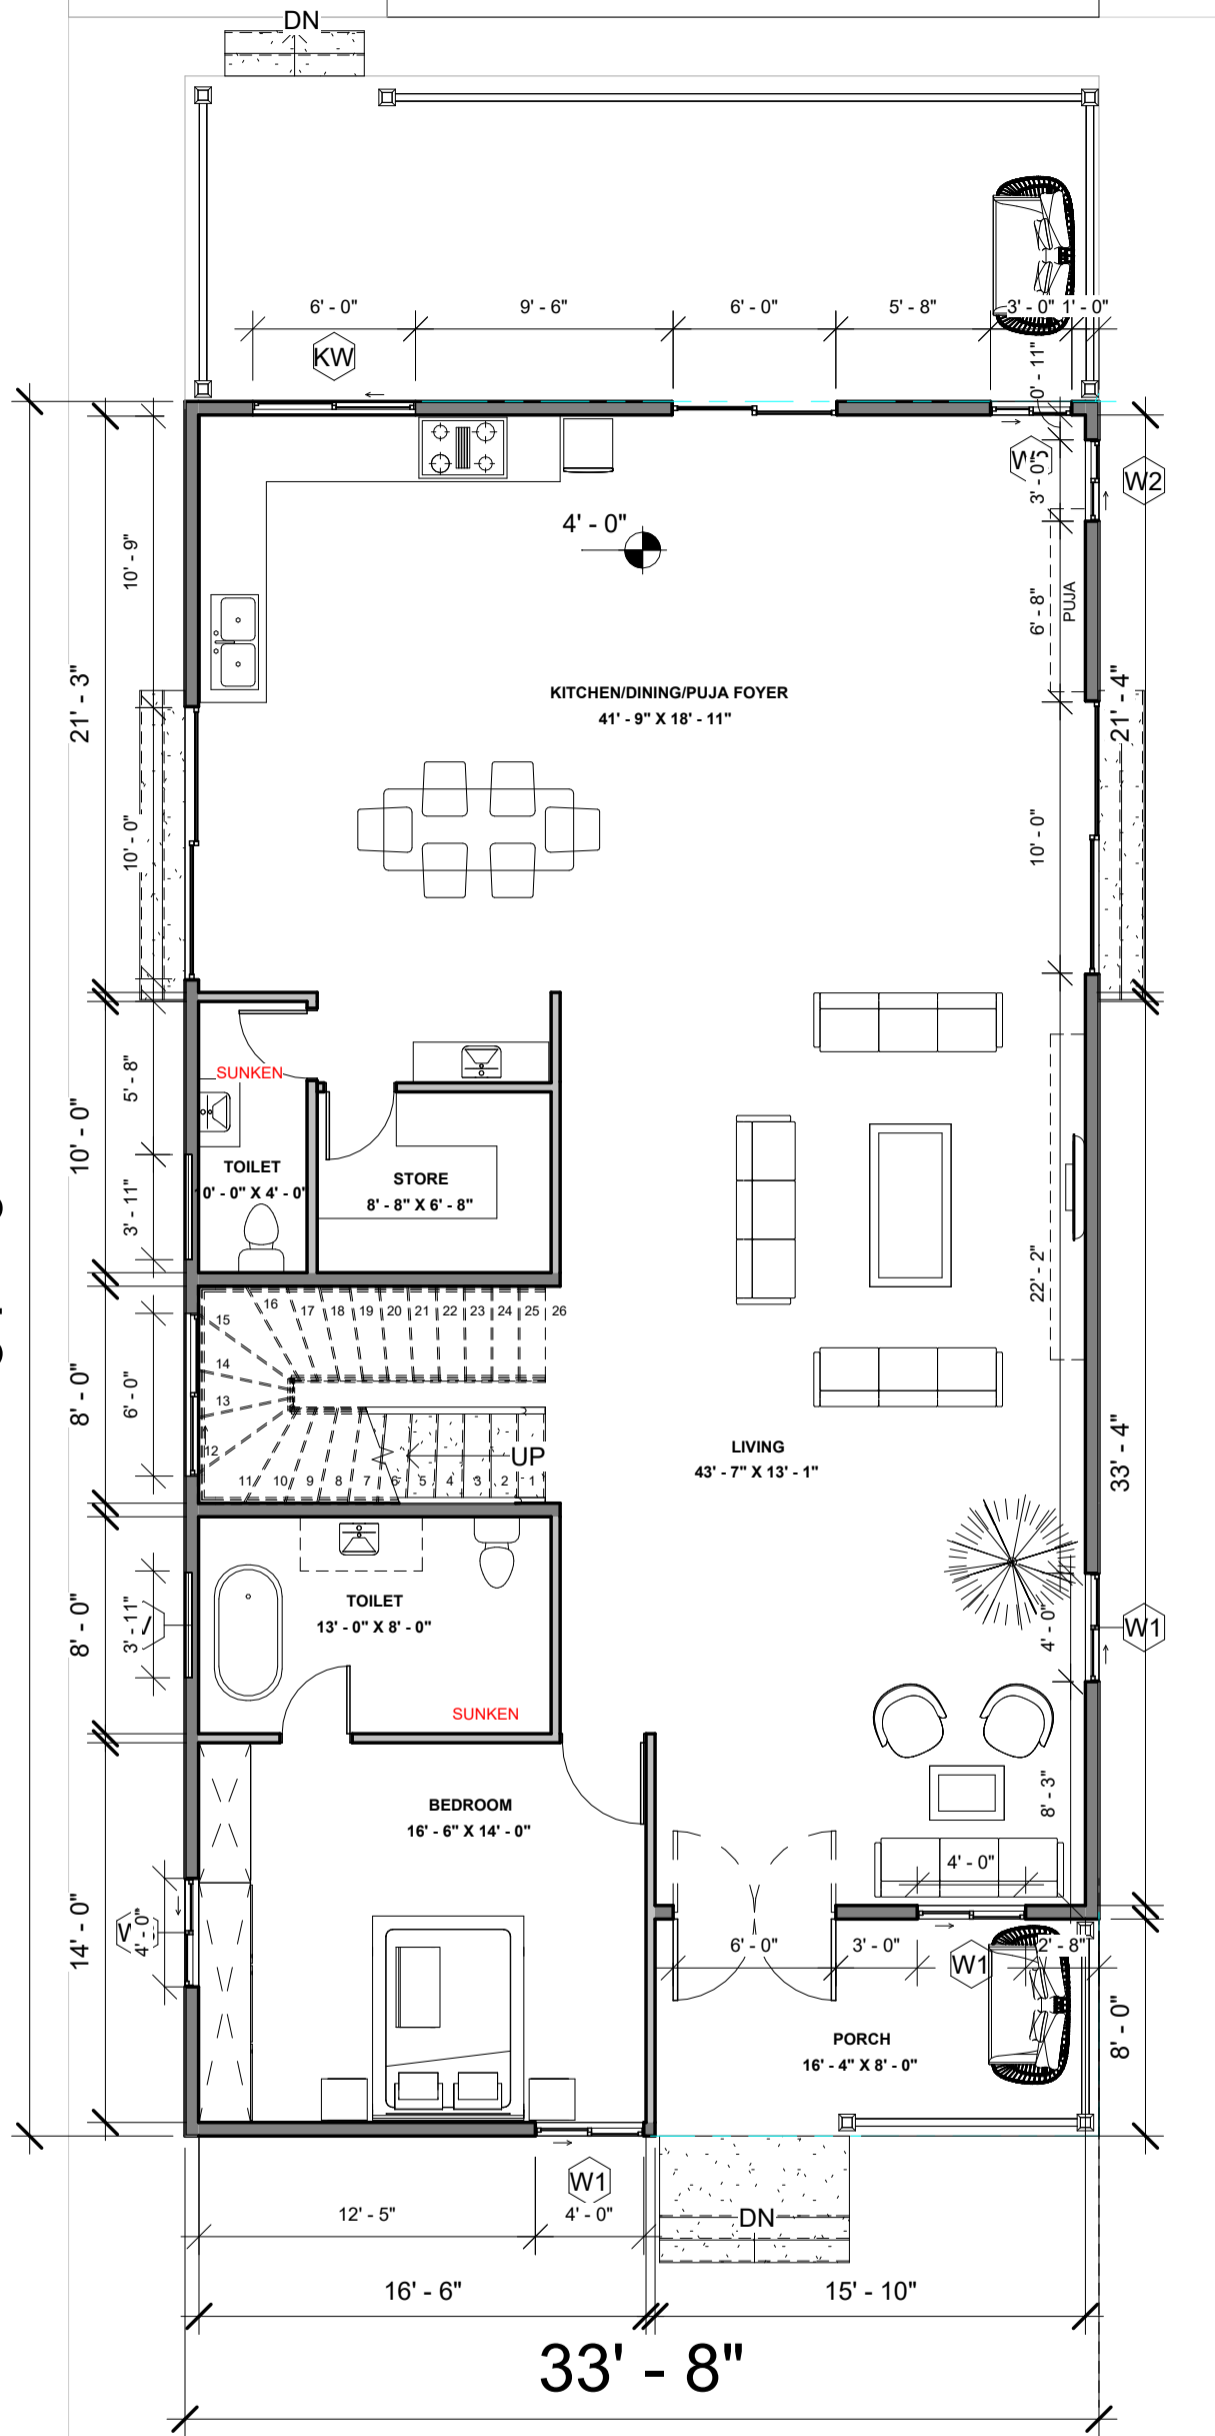 DN
6' - 0"
9' - 6"
6' - 0"
5' - 8"
3' - 0"
1' - 0"
KW
0' - 11"
3' - 0"
W2
4' - 0"
10' - 9"
6' - 8"
PUJA
21' - 3"
21' - 4"
KITCHEN/DINING/PUJA FOYER
41' - 9" X 18' - 11"
10' - 0"
10' - 0"
SUNKEN
5' - 8"
10' - 0"
TOILET
0' - 0" X 4' - 0"
STORE
8' - 8" X 6' - 8"
3' - 11"
22' - 2"
15
16
17
18
19
20
21
22
23
24
25
26
14
13
12
11
10
9
8
7
6
5
4
3
2
1
UP
8' - 0"
6' - 0"
LIVING
43' - 7" X 13' - 1"
33' - 4"
TOILET
13' - 0" X 8' - 0"
8' - 0"
3' - 11"
4' - 0"
W1
SUNKEN
8' - 3"
BEDROOM
16' - 6" X 14' - 0"
4' - 0"
14' - 0"
4' - 0"
6' - 0"
3' - 0"
W1
2' - 8"
PORCH
16' - 4" X 8' - 0"
8' - 0"
W1
12' - 5"
4' - 0"
DN
16' - 6"
15' - 10"
33' - 8"